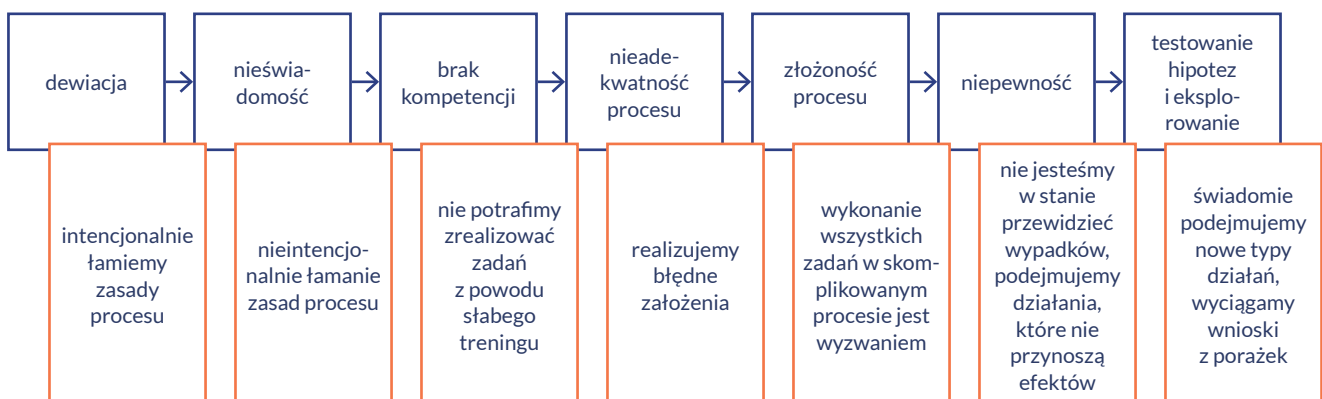 dewiacja
nieświa-
domość
brak
kompetencji
nieade-
kwatność
procesu
złożoność
procesu
niepewność
testowanie
hipotez
i eksplo-
rowanie
intencjonalnie
łamiemy
zasady
procesu
nieintencjo-
nalnie łamanie
zasad procesu
nie potrafimy
zrealizować
zadań
z powodu
słabego
treningu
realizujemy
błędne
założenia
wykonanie
wszystkich
zadań w skom-
plikowanym
procesie jest
wyzwaniem
nie jesteśmy
w stanie
przewidzieć
wypadków,
podejmujemy
działania,
które nie
przynoszą
efektów
świadomie
podejmujemy
nowe typy
działań,
wyciągamy
wnioski
z porażek